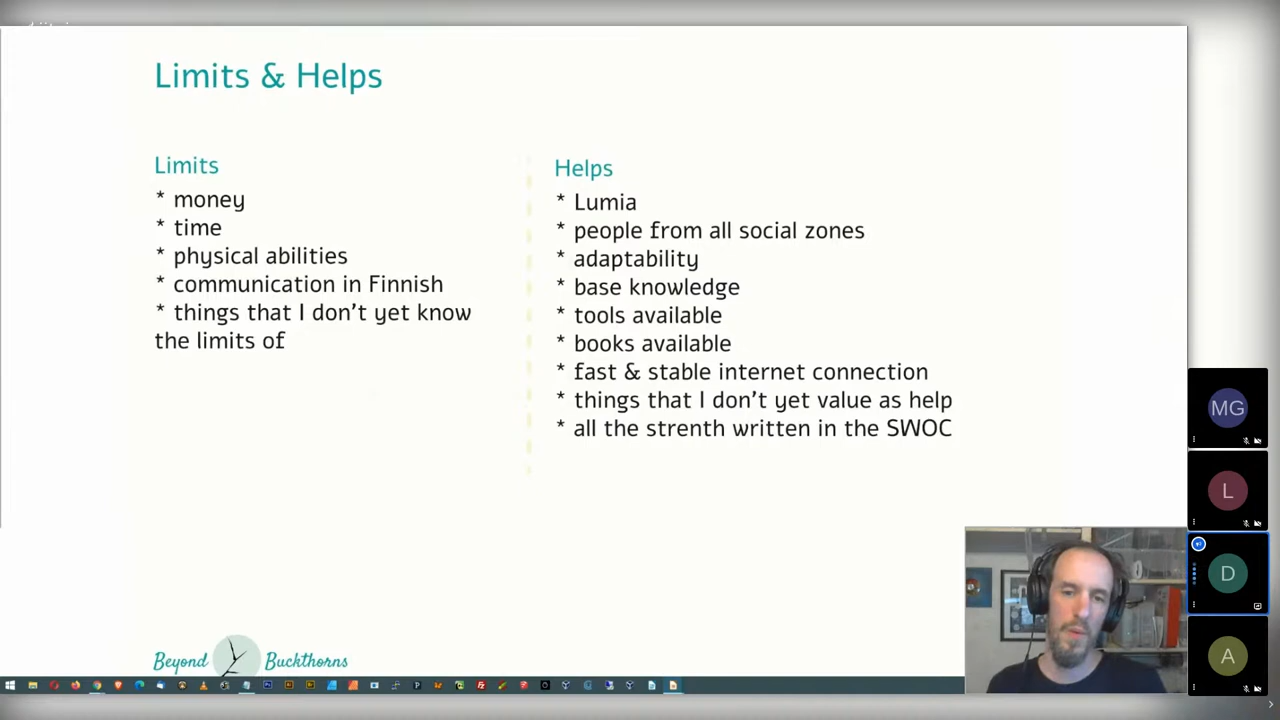 Limits & Helps
Limits
* money
* time
* physical abilities
* communication in Finnish
* things that I don't yet know
the limits of
Helps
* Lumia
* people from all social zones
* adaptability
* base knowledge
* tools available
* books available
* fast & stable internet connection
* things that I don't yet value as help
* all the strenth written in the SWOC
Beyond Buckthorns
MG
L
D
A